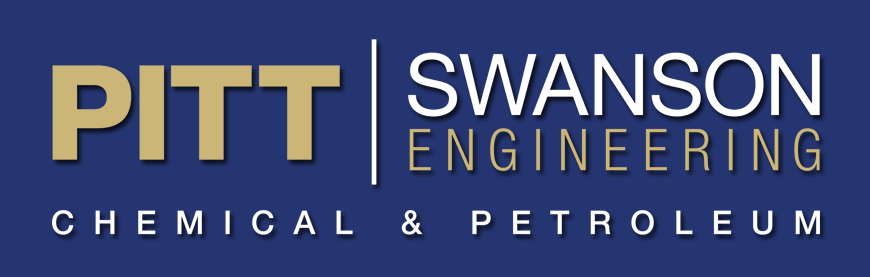 PITT
SWANSON
ENGINEERING
CHEMICAL & PETROLEUM